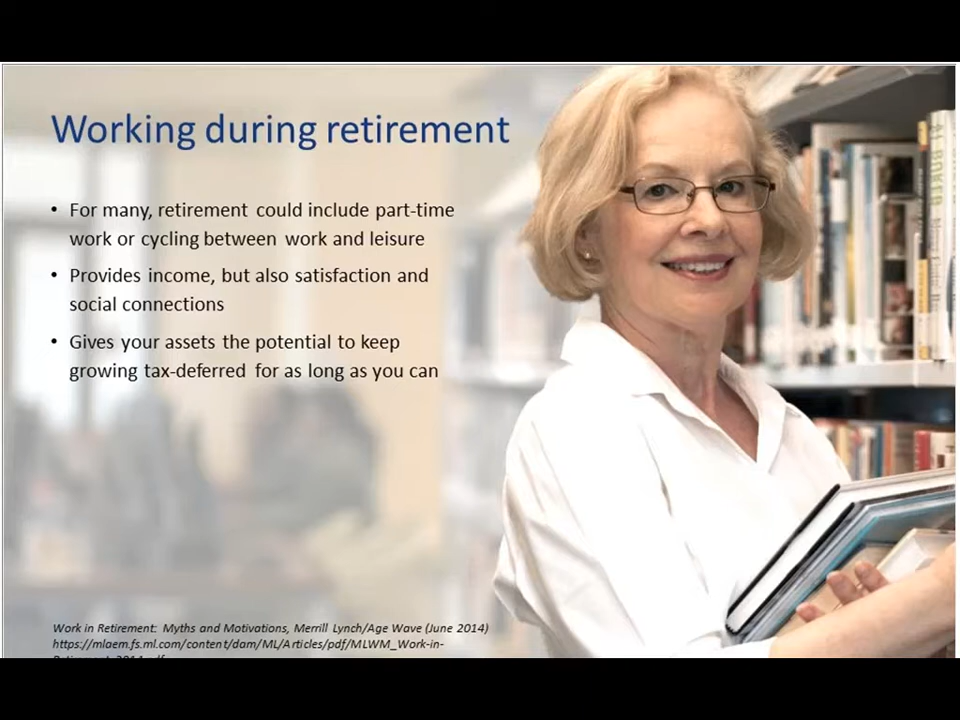 Working during retirement
• For many, retirement could include part-time
work or cycling between work and leisure
• Provides income, but also satisfaction and
social connections
• Gives your assets the potential to keep
growing tax-deferred for as long as you can
Work in Retirement: Myths and Motivations, Merrill Lynch/Age Wave (June 2014)
https://mlaem.fs.ml.com/content/dam/ML/Articles/pdf/MLWM_Work-in-